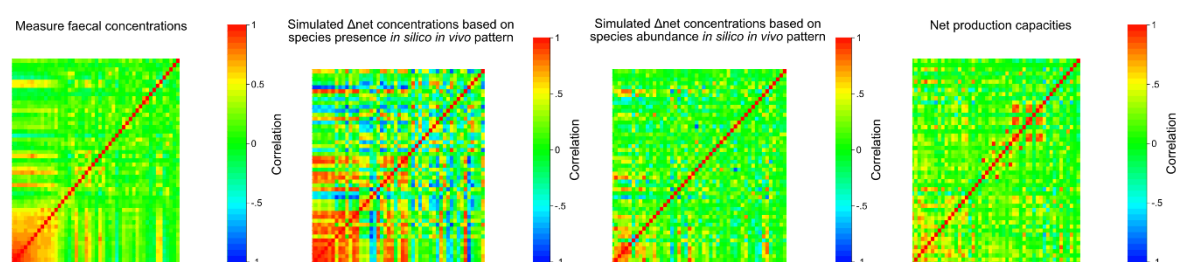 Measure faecal concentrations
Simulated Δnet concentrations based on
species presence in silico in vivo pattern
Simulated Δnet concentrations based on
species abundance in silico in vivo pattern
Net production capacities
1
0.5
0
-.5
-1
Correlation
1
.5
0
-.5
-1
Correlation
1
.5
0
-.5
-1
Correlation
1
.5
0
-.5
-1
Correlation